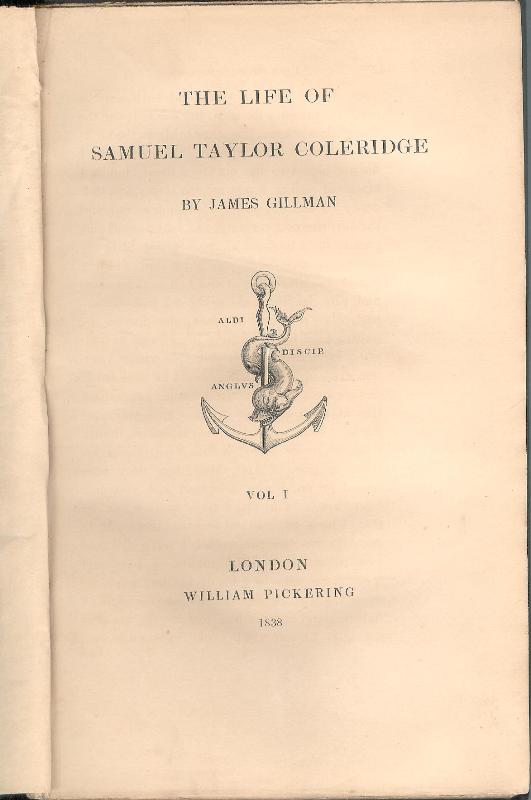 THE LIFE OF
SAMUEL TAYLOR COLERIDGE
BY JAMES GILLMAN
ALDI
DISCIP.
ANGLVS
VOL I
LONDON
WILLIAM PICKERING
1838